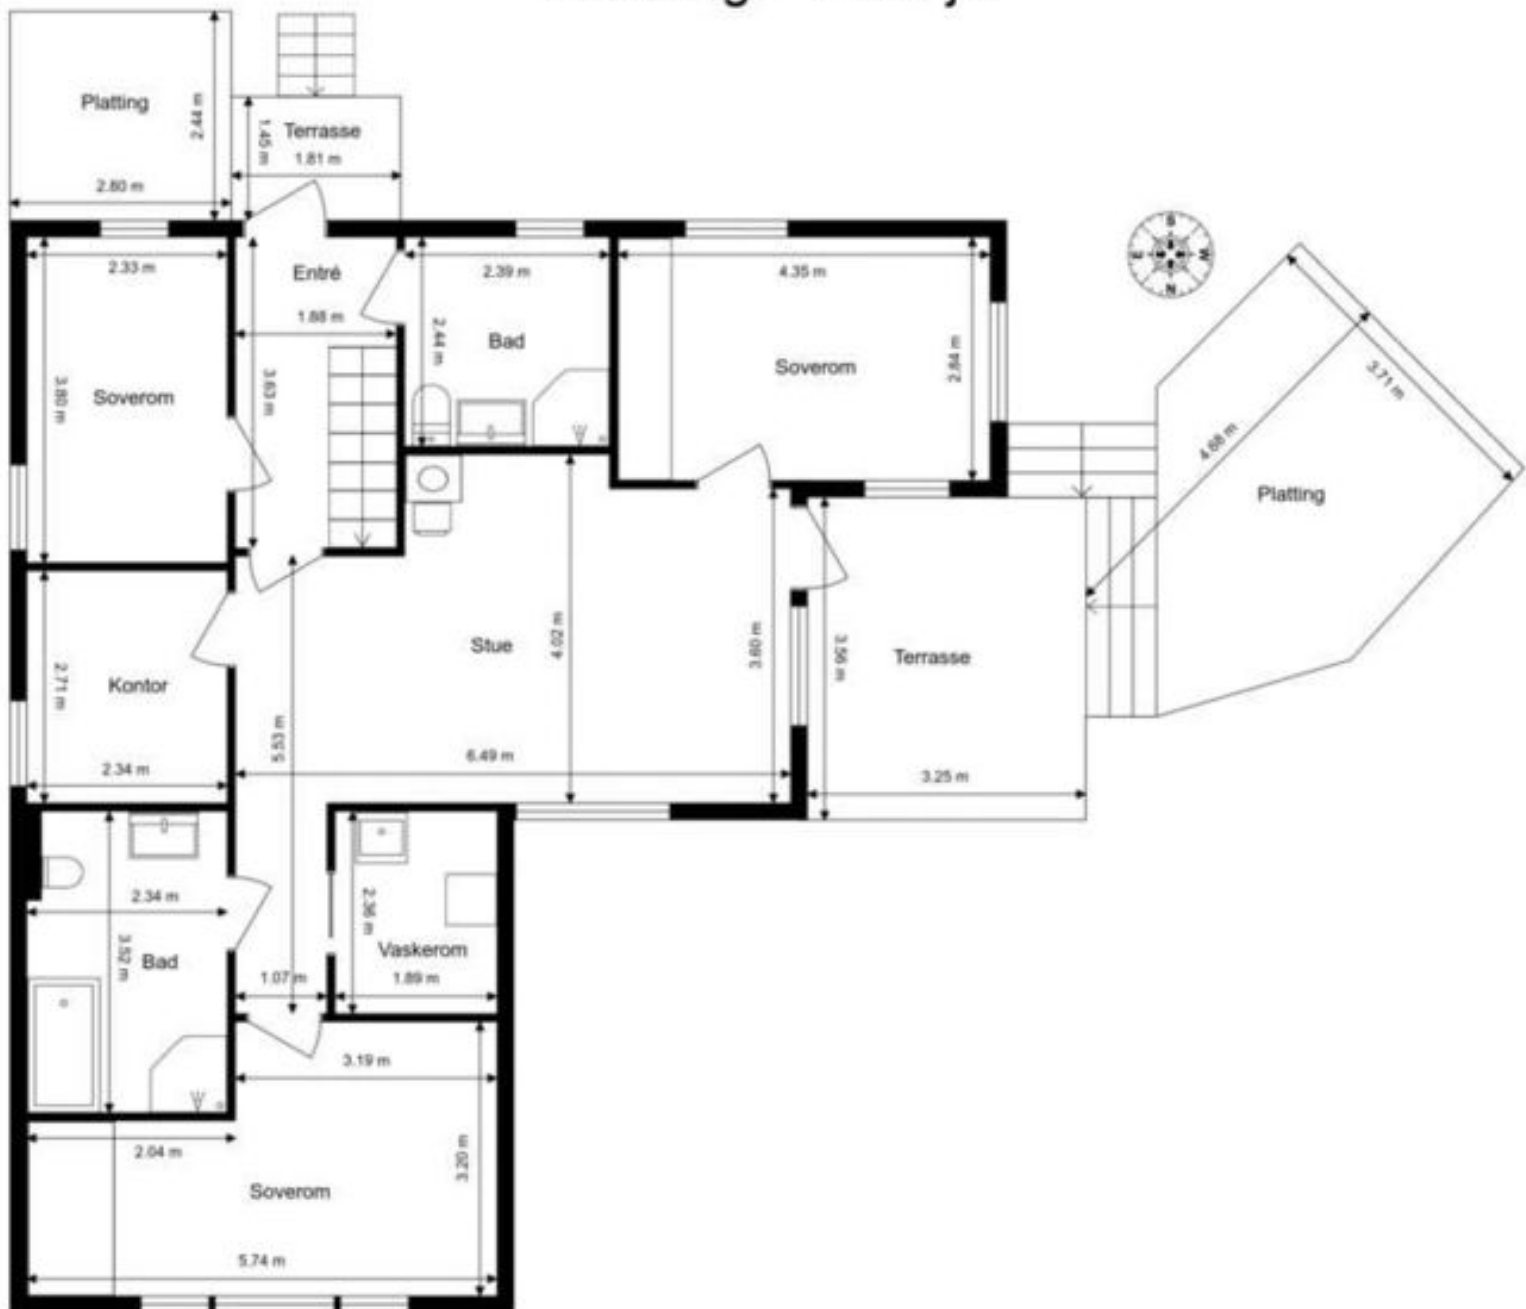 Platting
2.44 m
2.80 m
1.45 m
Terrasse
1.81 m
2.33 m
3.80 m
Soverom
Entré
1.88 m
3.63 m
2.39 m
2.44 m
Bad
4.35 m
Soverom
2.84 m
S
E
W
N
3.71 m
4.68 m
Platting
2.71 m
Kontor
2.34 m
Stue
4.02 m
3.60 m
5.53 m
6.49 m
3.56 m
Terrasse
3.25 m
2.34 m
3.52 m
Bad
2.36 m
Vaskerom
1.07 m
1.89 m
3.19 m
2.04 m
3.20 m
Soverom
5.74 m